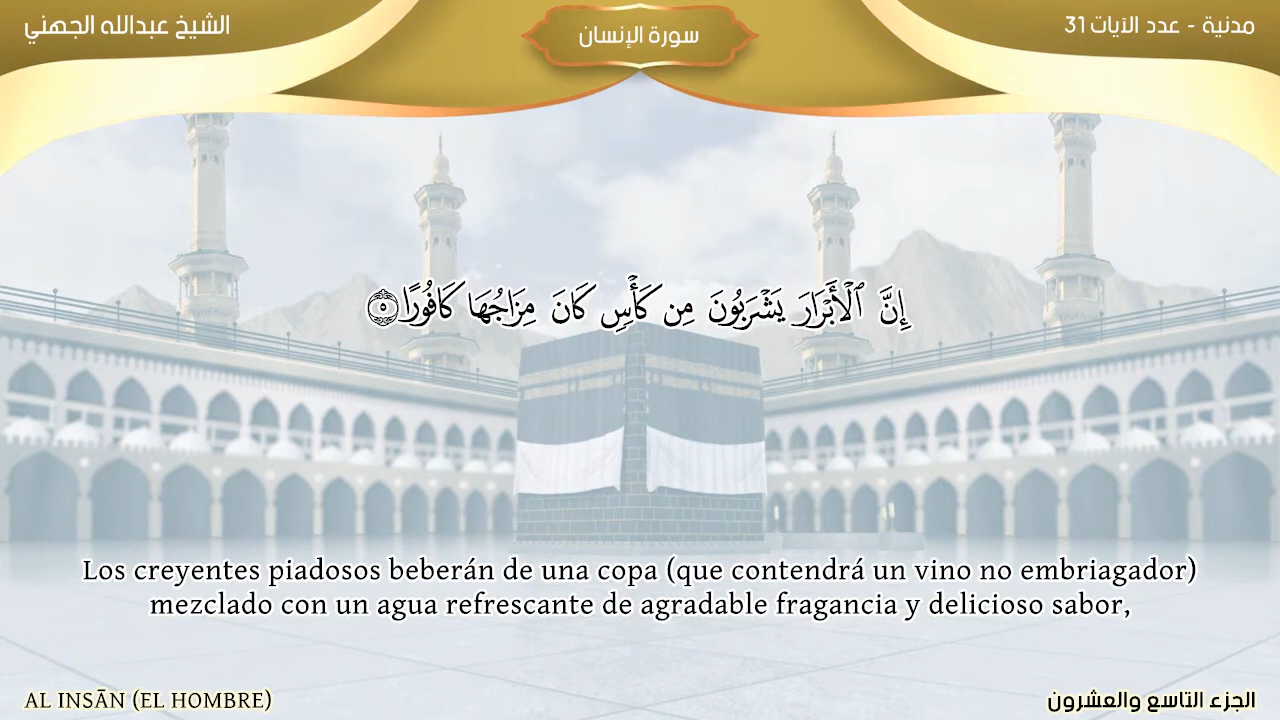 الشيخ عبدالله الجهني
سورة الإنسان
مدنية - عدد الآيات 31
إِنَّ ٱلْأَبْرَارَ يَشْرَبُونَ مِن كَأْسٍ كَانَ مِزَاجُهَا كَافُورًا ٥
Los creyentes piadosos beberán de una copa (que contendrá un vino no embriagador)
mezclado con un agua refrescante de agradable fragancia y delicioso sabor,
AL INSĀN (EL HOMBRE)
الجزء التاسع والعشرون